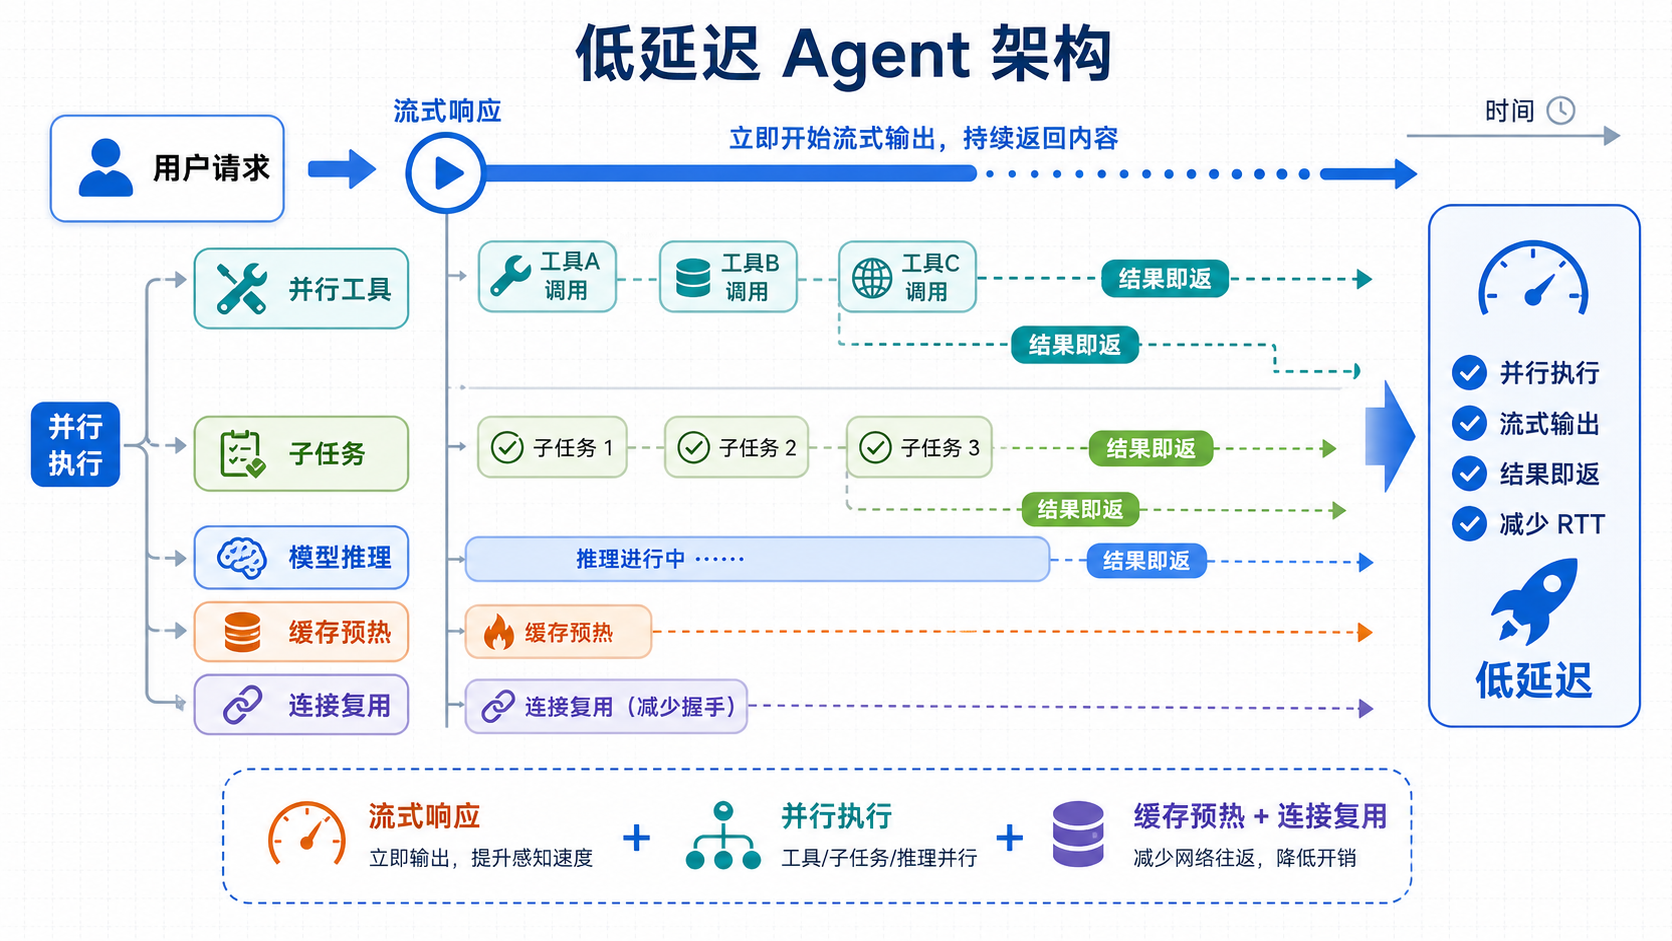 低延迟 Agent 架构
用户请求
流式响应
立即开始流式输出，持续返回内容
时间
并行
执行
并行工具
工具A
调用
工具B
调用
工具C
调用
结果即返
结果即返
子任务
子任务 1
子任务 2
子任务 3
结果即返
结果即返
模型推理
推理进行中 ······
结果即返
缓存预热
缓存预热
连接复用
连接复用（减少握手）
并行执行
流式输出
结果即返
减少 RTT
低延迟
流式响应
立即输出，提升感知速度
+
并行执行
工具/子任务/推理并行
+
缓存预热 + 连接复用
减少网络往返，降低开销